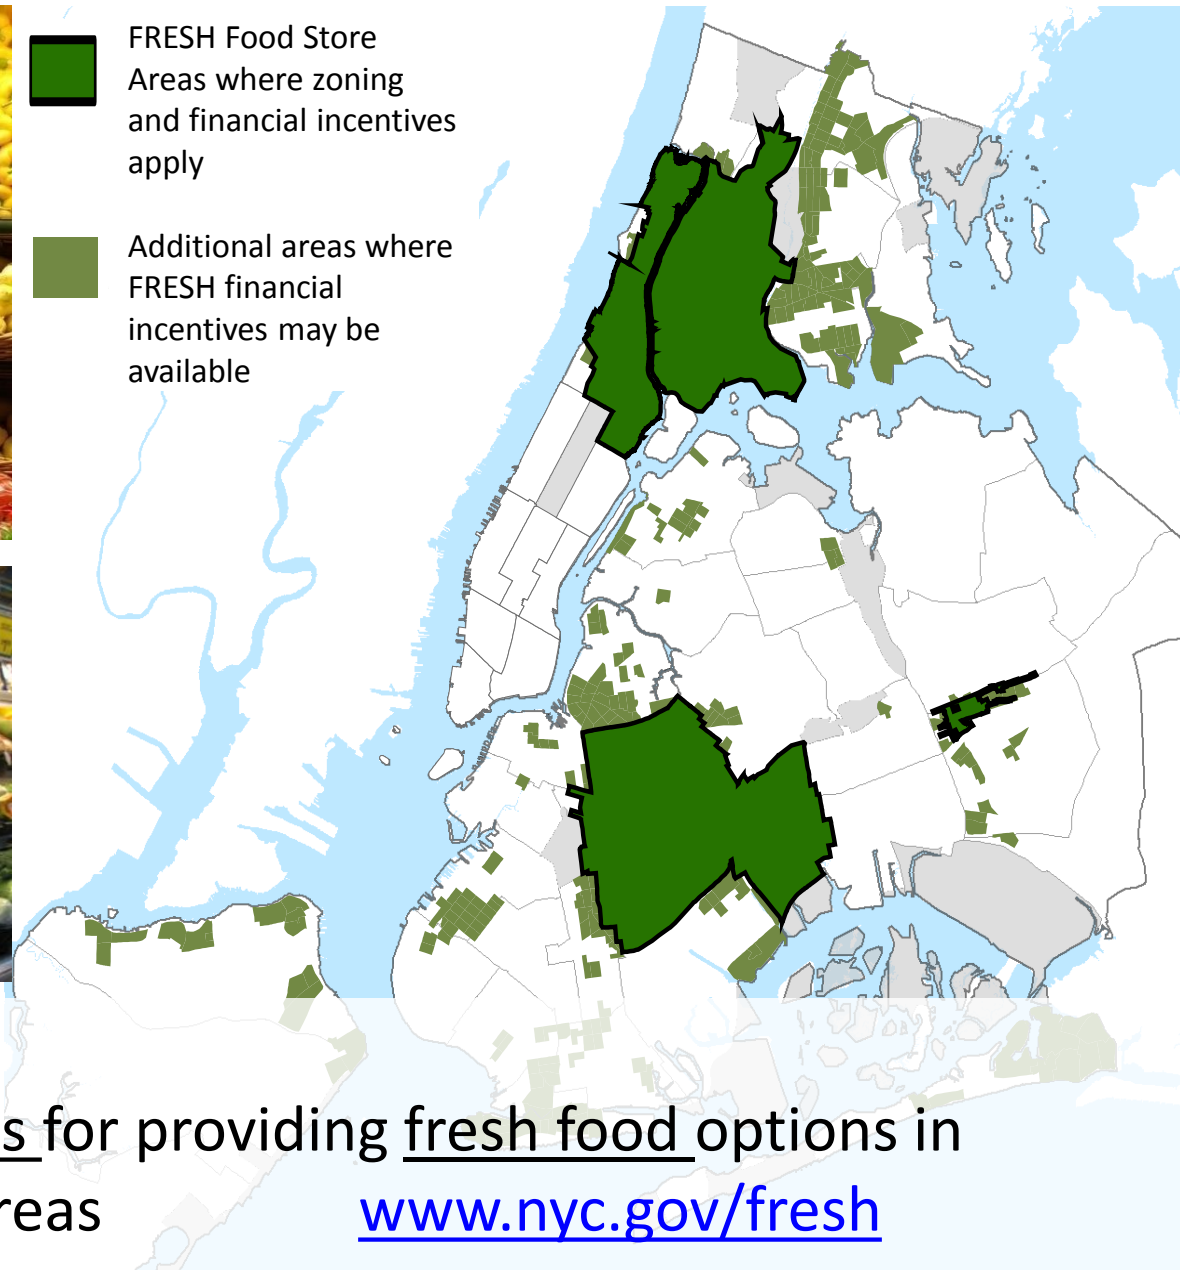 FRESH Food Store
Areas where zoning
and financial incentives
apply
Additional areas where
FRESH financial
incentives may be
available
s for providing fresh food options in
reas
www.nyc.gov/fresh